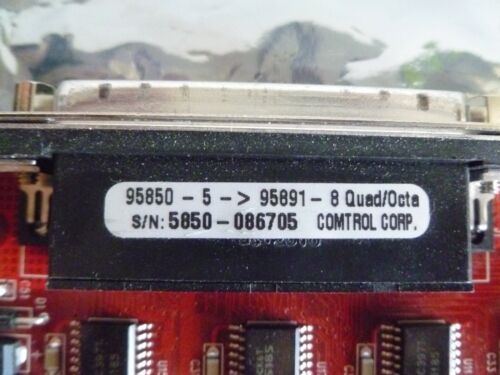 95850 - 5 -> 95891 - 8 Quad/Octa
S/N: 5850-086705 COMTROL CORP.